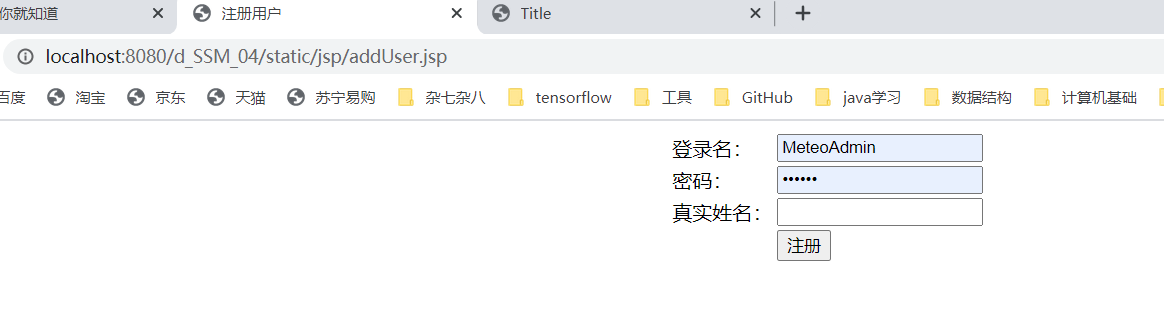 你就知道 注册用户 Title
localhost:8080/d_SSM_04/static/jsp/addUser.jsp
百度 淘宝 京东 天猫 苏宁易购 杂七杂八 tensorflow 工具 GitHub java学习 数据结构 计算机基础
登录名: MeteoAdmin
密码: ••••••
真实姓名:
注册